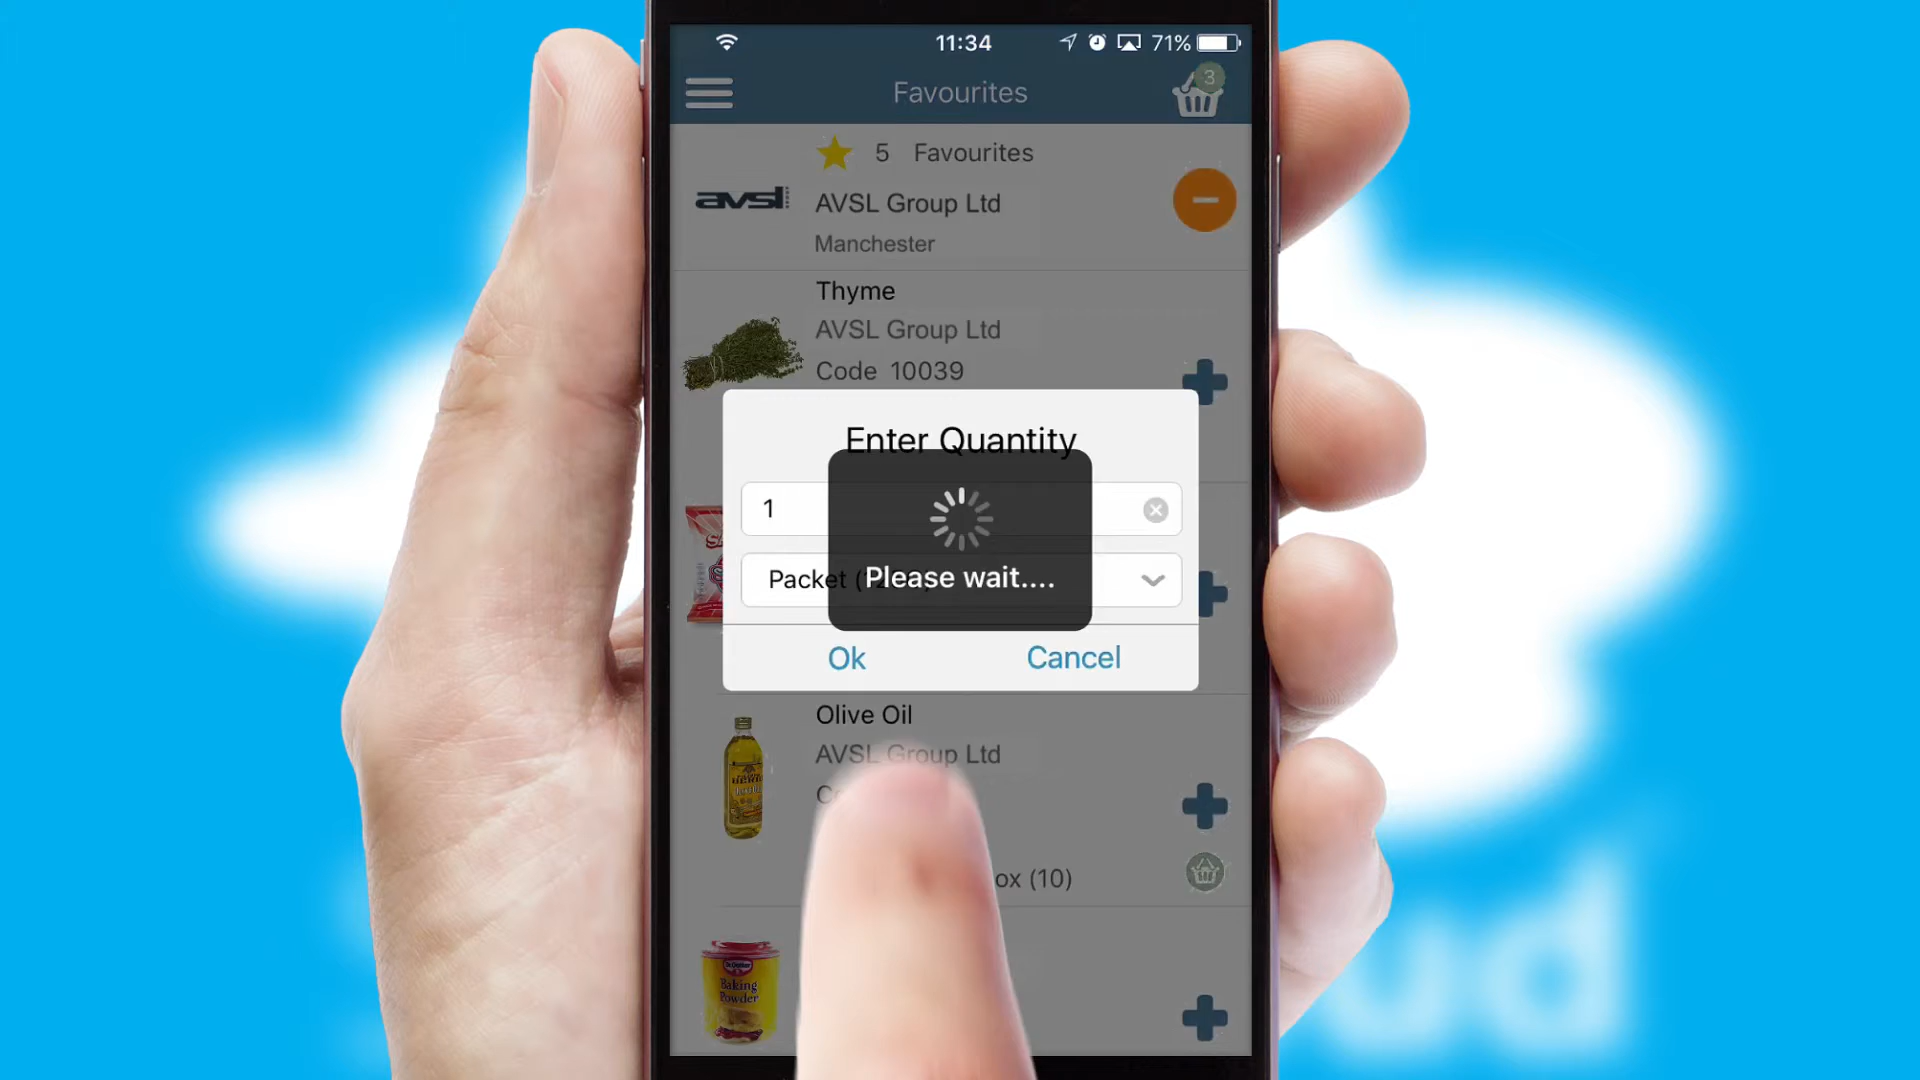 11:34
71%
Favourites
3
5 Favourites
avsl
AVSL Group Ltd
Manchester
Thyme
AVSL Group Ltd
Code 10039
Enter Quantity
1
Packet
Please wait....
Ok
Cancel
Olive Oil
AVSL Group Ltd
ox (10)
Baking
Powder
ud